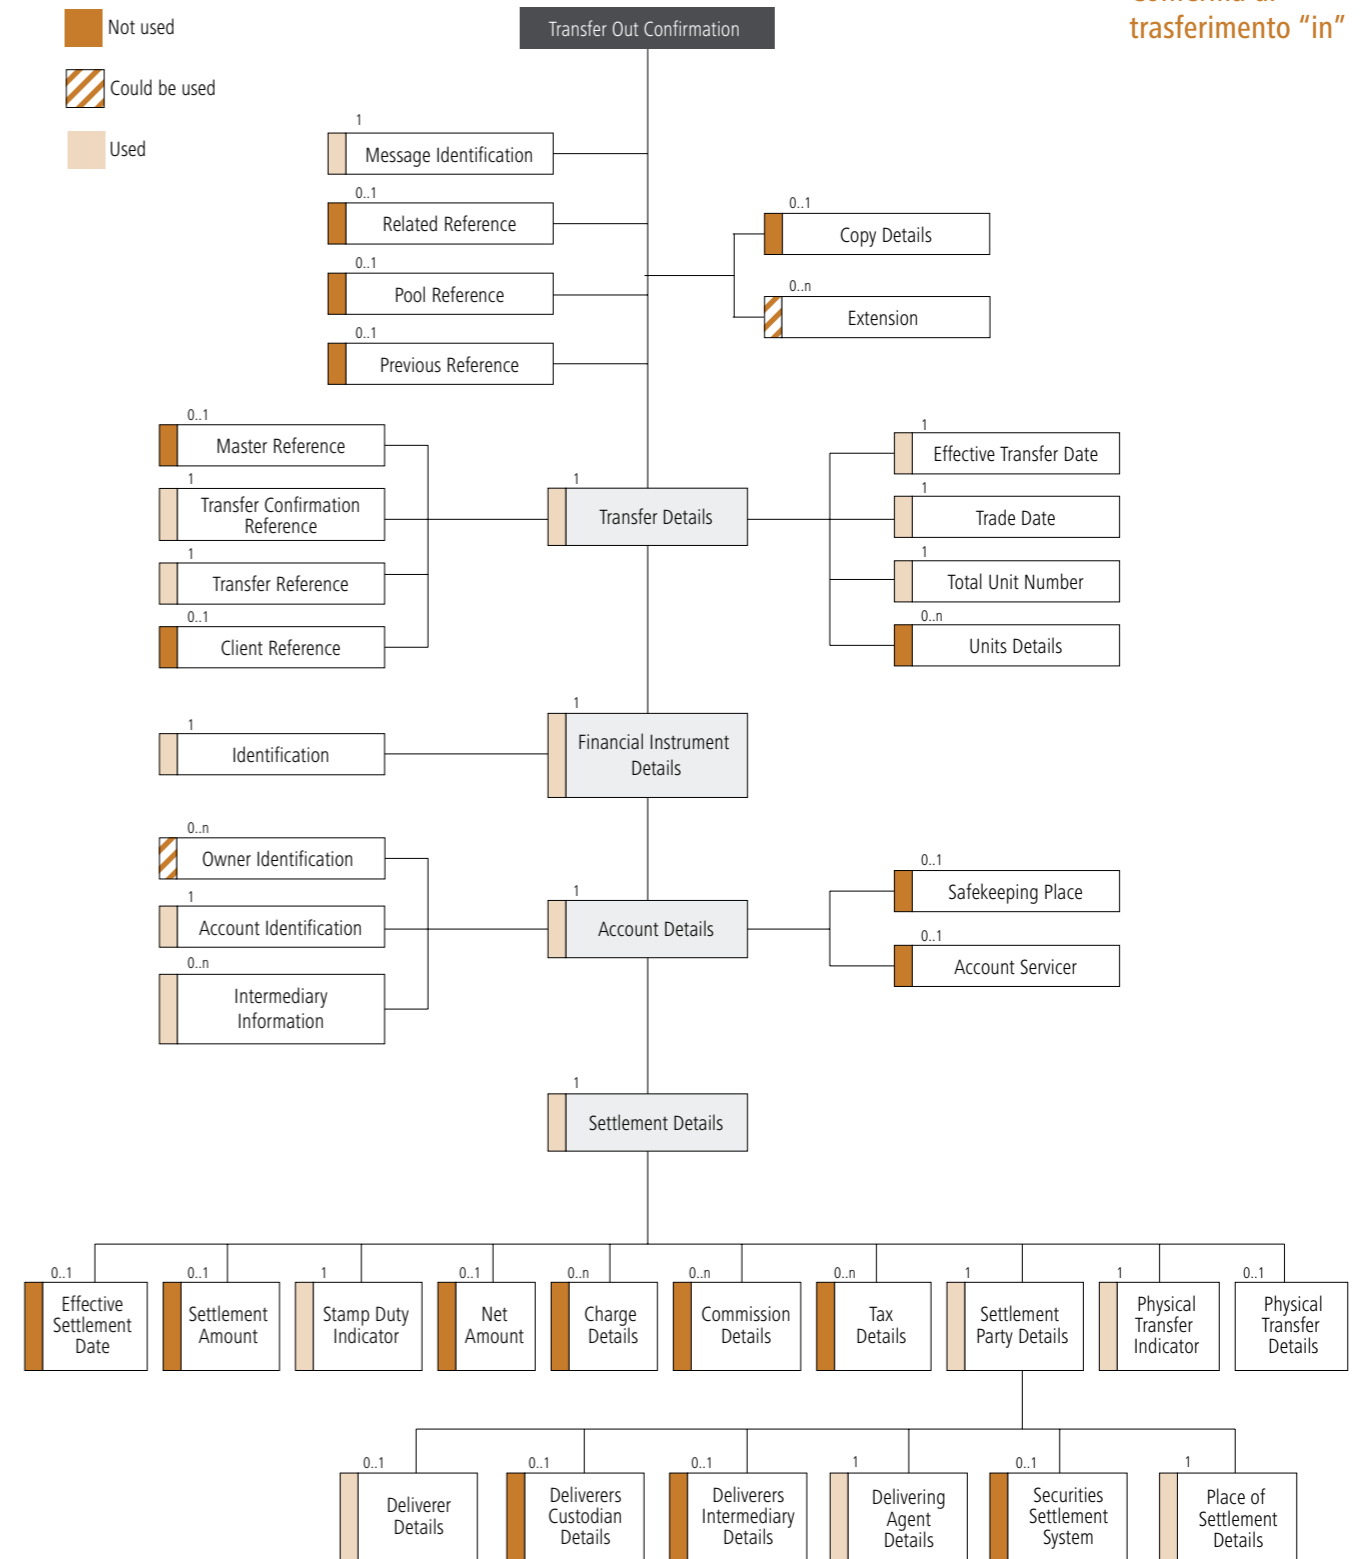 Not used
Could be used
Used
Transfer Out Confirmation
trasferimento “in”
1
Message Identification
0..1
Related Reference
0..1
Pool Reference
0..1
Previous Reference
0..1
Copy Details
0..n
Extension
0..1
Master Reference
1
Transfer Confirmation
Reference
1
Transfer Reference
0..1
Client Reference
1
Transfer Details
1
Effective Transfer Date
1
Trade Date
1
Total Unit Number
0..n
Units Details
1
Identification
1
Financial Instrument
Details
0..n
Owner Identification
1
Account Identification
0..n
Intermediary
Information
1
Account Details
0..1
Safekeeping Place
0..1
Account Servicer
1
Settlement Details
0..1
Effective
Settlement
Date
0..1
Settlement
Amount
1
Stamp Duty
Indicator
0..1
Net
Amount
0..n
Charge
Details
0..n
Commission
Details
0..n
Tax
Details
1
Settlement
Party Details
1
Physical
Transfer
Indicator
0..1
Physical
Transfer
Details
0..1
Deliverer
Details
0..1
Deliverers
Custodian
Details
0..1
Deliverers
Intermediary
Details
1
Delivering
Agent
Details
0..1
Securities
Settlement
System
1
Place of
Settlement
Details